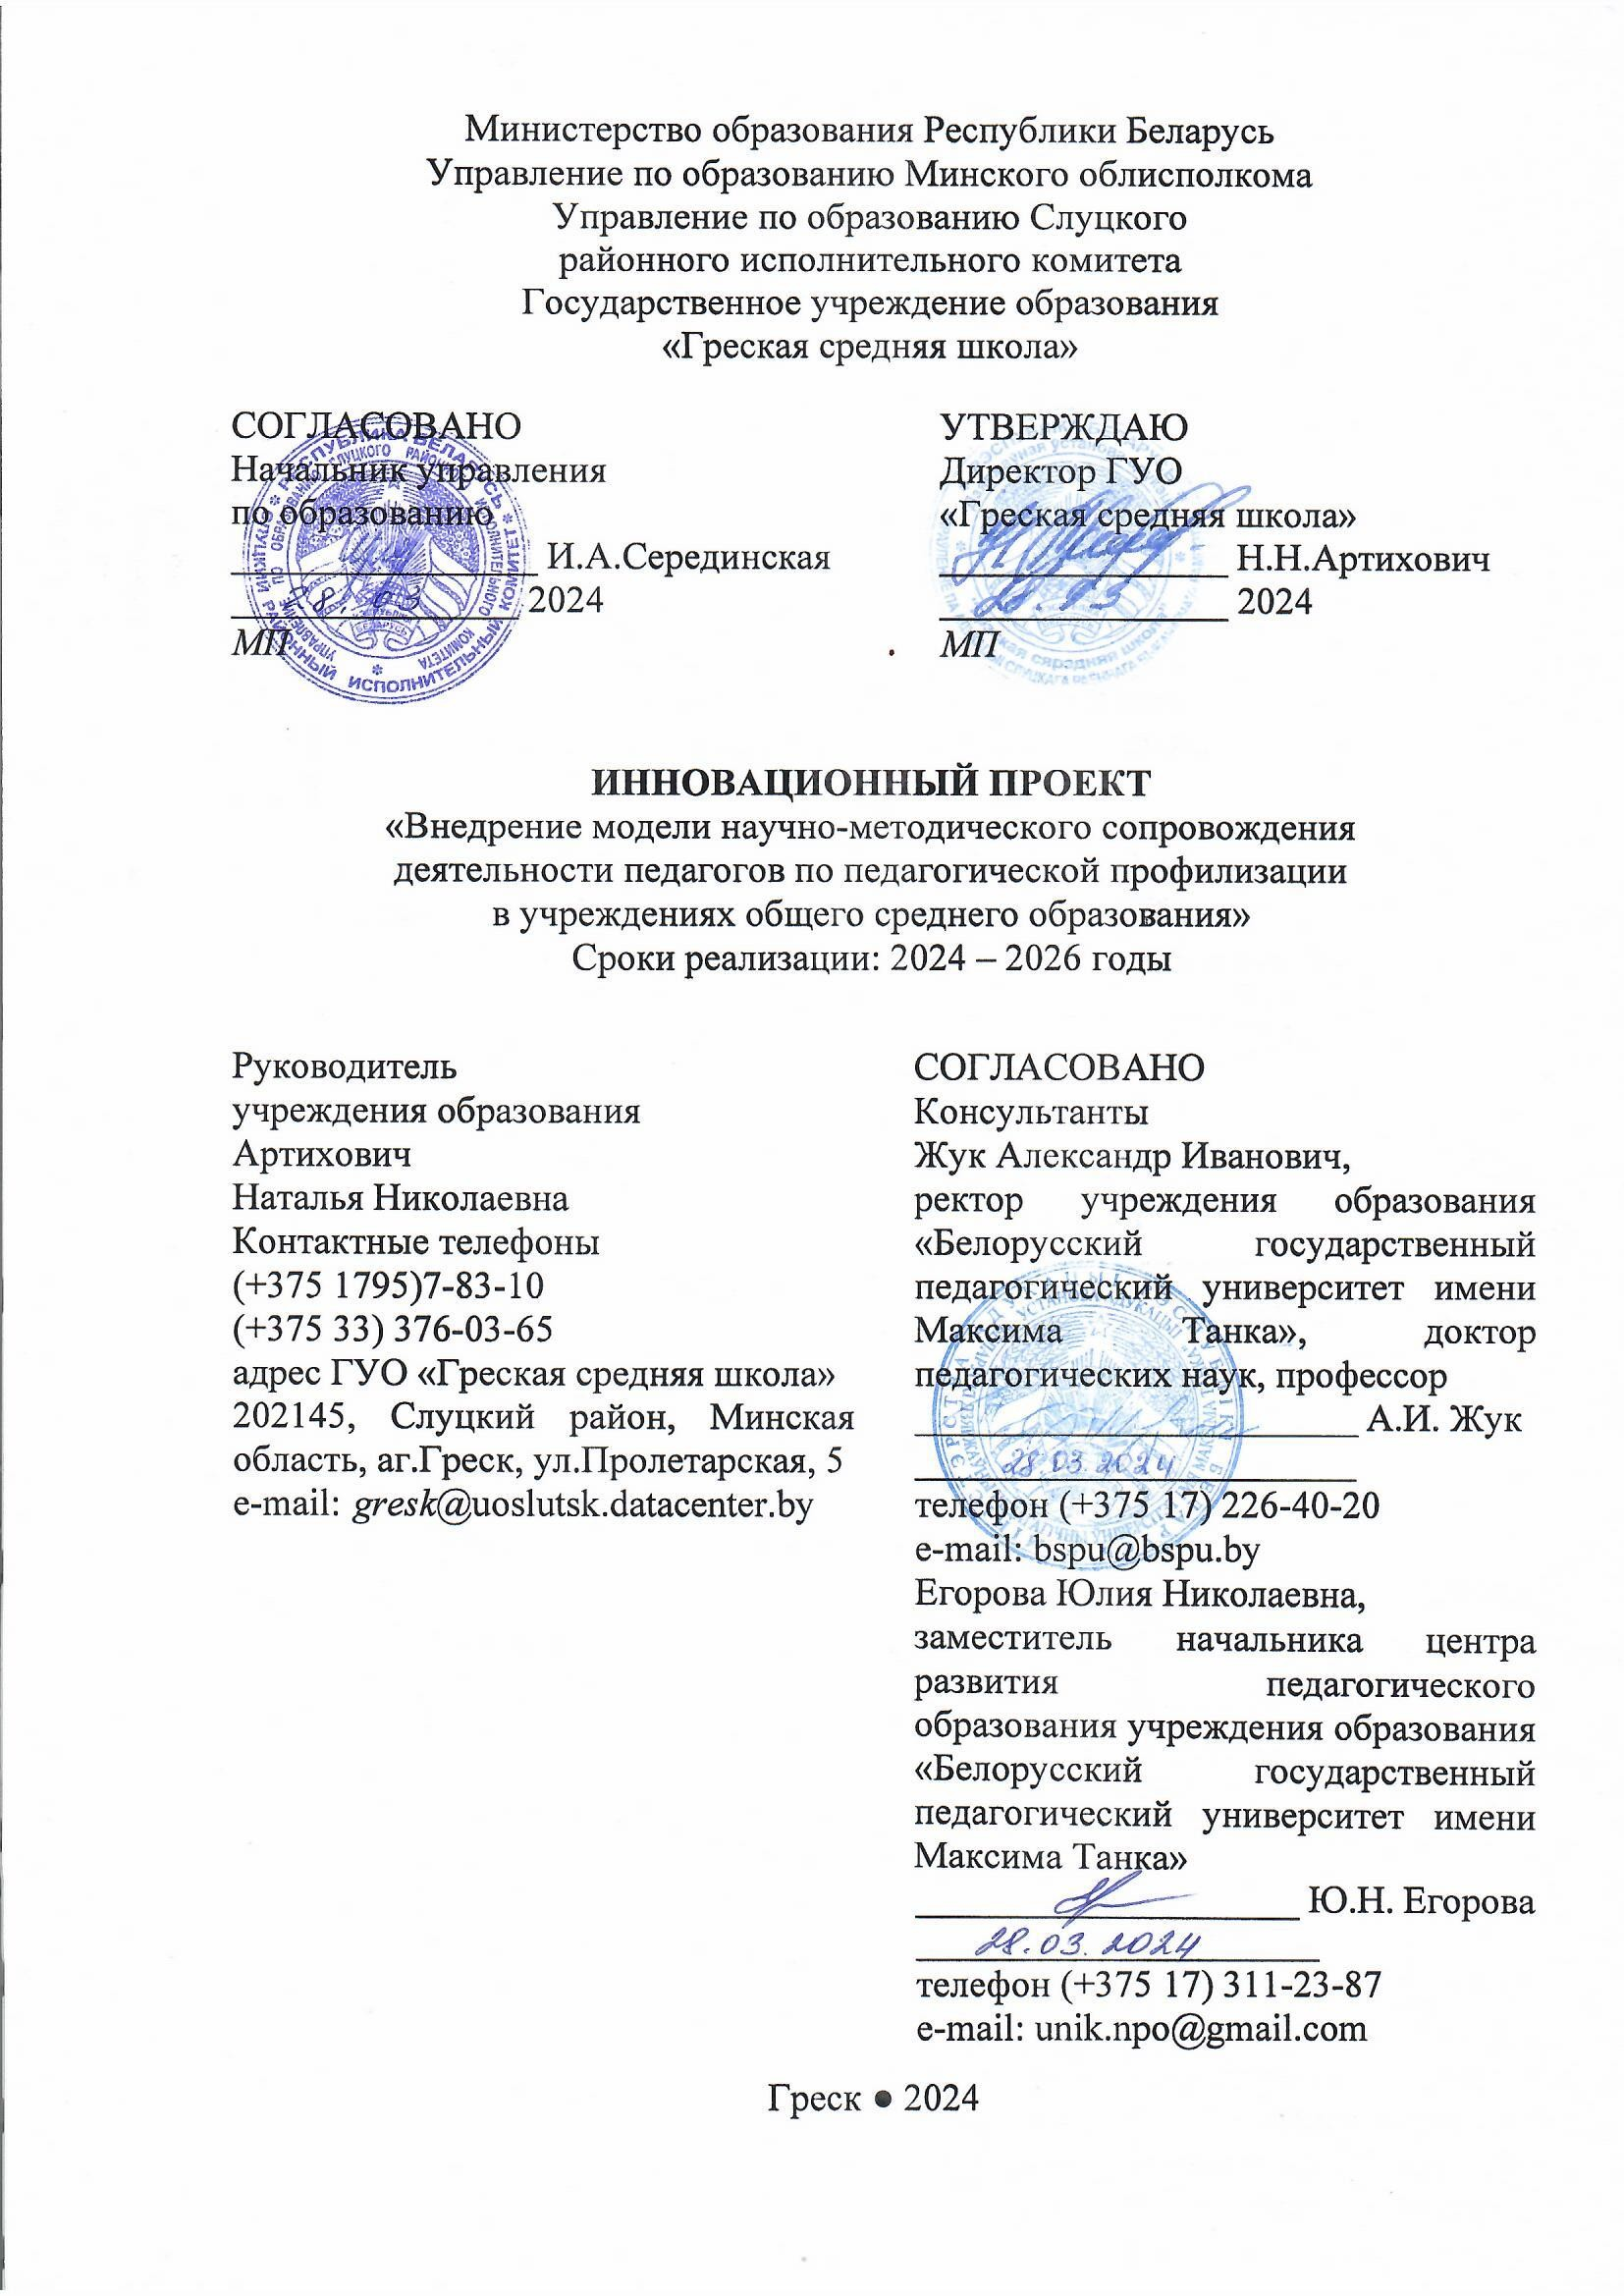 Министерство образования Республики Беларусь
Управление по образованию Минского облисполкома
Управление по образованию Слуцкого
районного исполнительного комитета
Государственное учреждение образования
«Греская средняя школа»
СОГЛАСОВАНО
Начальник управления
по образованию
И.А.Серединская
28. 03 2024
МП
УТВЕРЖДАЮ
Директор ГУО
«Греская средняя школа»
Н.Н.Артихович
28.03 2024
МП
ИННОВАЦИОННЫЙ ПРОЕКТ
«Внедрение модели научно-методического сопровождения
деятельности педагогов по педагогической профилизации
в учреждениях общего среднего образования»
Сроки реализации: 2024 – 2026 годы
Руководитель
учреждения образования
Артихович
Наталья Николаевна
Контактные телефоны
(+375 1795)7-83-10
(+375 33) 376-03-65
адрес ГУО «Греская средняя школа»
202145, Слуцкий район, Минская
область, аг.Греск, ул.Пролетарская, 5
e-mail: gresk@uoslutsk.datacenter.by
СОГЛАСОВАНО
Консультанты
Жук Александр Иванович,
ректор учреждения образования
«Белорусский государственный
педагогический университет имени
Максима Танка», доктор
педагогических наук, профессор
А.И. Жук
28 03 2024
телефон (+375 17) 226-40-20
e-mail: bspu@bspu.by
Егорова Юлия Николаевна,
заместитель начальника центра
развития педагогического
образования учреждения образования
«Белорусский государственный
педагогический университет имени
Максима Танка»
Ю.Н. Егорова
28.03.2024
телефон (+375 17) 311-23-87
e-mail: unik.npo@gmail.com
Греск ● 2024